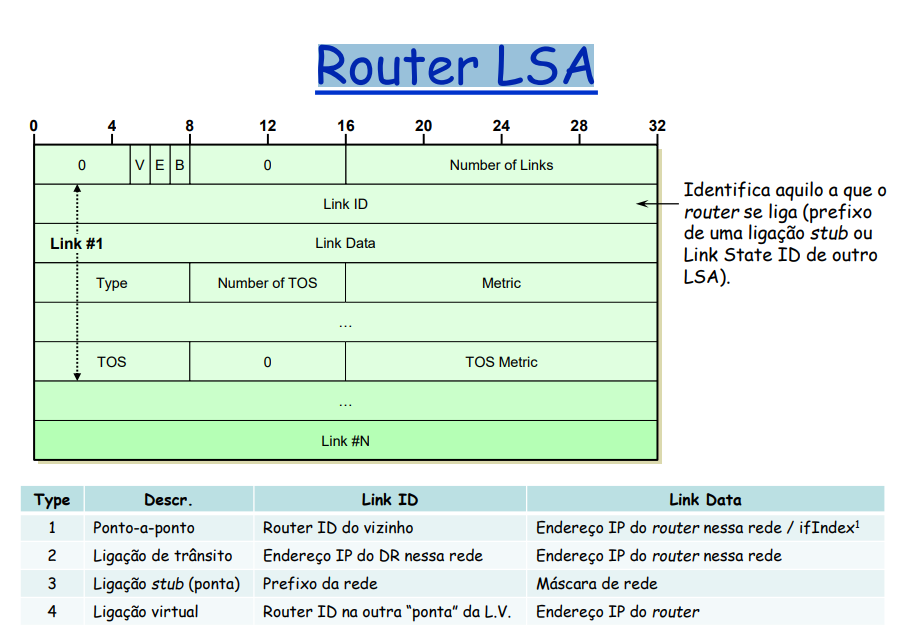 Router LSA
0 4 8 12 16 20 24 28 32
0 V E B 0 Number of Links
Link ID
Link #1
Link Data
Type Number of TOS Metric
...
TOS 0 TOS Metric
...
Link #N
Identifica aquilo a que o
router se liga (prefixo
de uma ligação stub ou
Link State ID de outro
LSA).
Type Descr. Link ID Link Data
1 Ponto-a-ponto Router ID do vizinho Endereço IP do router nessa rede / ifIndex¹
2 Ligação de trânsito Endereço IP do DR nessa rede Endereço IP do router nessa rede
3 Ligação stub (ponta) Prefixo da rede Máscara de rede
4 Ligação virtual Router ID na outra “ponta” da L.V. Endereço IP do router